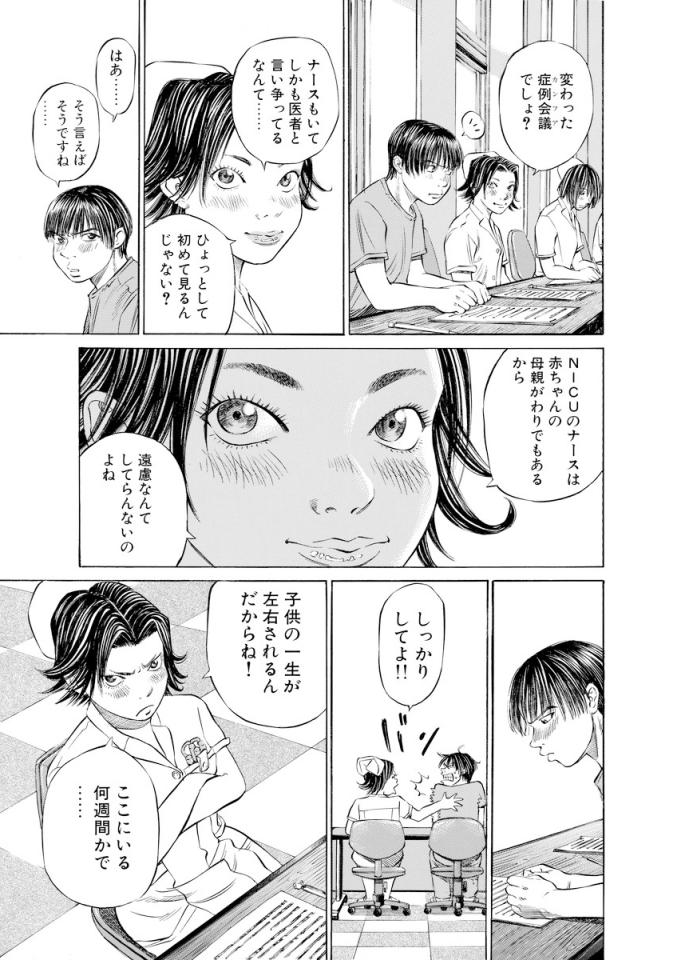 変わった
症例会議
カンファ
でしょ?
ナースもいて
しかも医者と
言い争ってる
なんて……
ひょっとして
初めて見るん
じゃない?
はあ……
そう言えば
そうですね
NICUのナースは
赤ちゃんの
母親がわりでもある
から
遠慮なんて
してらんないの
よね
しっかり
してよ!!
子供の一生が
左右されるん
だからね!
ここにいる
何週間かで
……